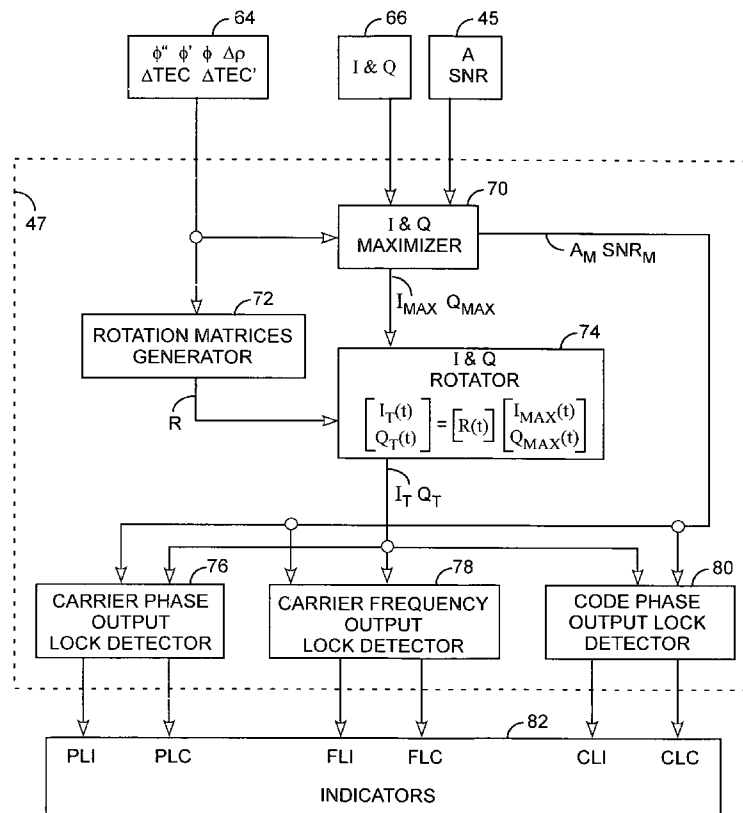 64
66
45
φ" φ' φ Δρ
ΔTEC ΔTEC'
I & Q
A
SNR
47
70
I & Q
MAXIMIZER
A_M SNR_M
72
ROTATION MATRICES
GENERATOR
I_MAX Q_MAX
74
I & Q
ROTATOR
[I_T(t) Q_T(t)] = [R(t)] [I_MAX(t) Q_MAX(t)]
R
I_T Q_T
76
CARRIER PHASE
OUTPUT
LOCK DETECTOR
78
CARRIER FREQUENCY
OUTPUT
LOCK DETECTOR
80
CODE PHASE
OUTPUT LOCK
DETECTOR
82
PLI PLC FLI FLC CLI CLC
INDICATORS